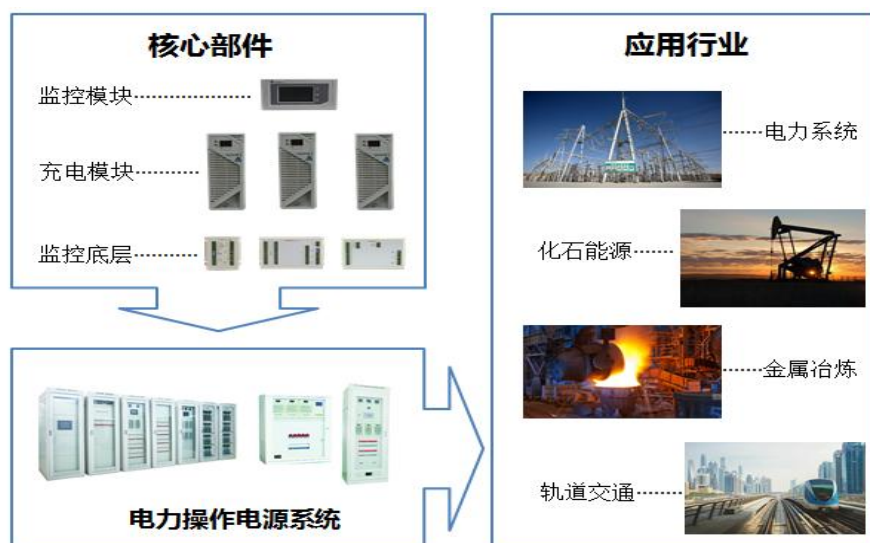 核心部件
监控模块
充电模块
监控底层
电力操作电源系统
应用行业
电力系统
化石能源
金属冶炼
轨道交通